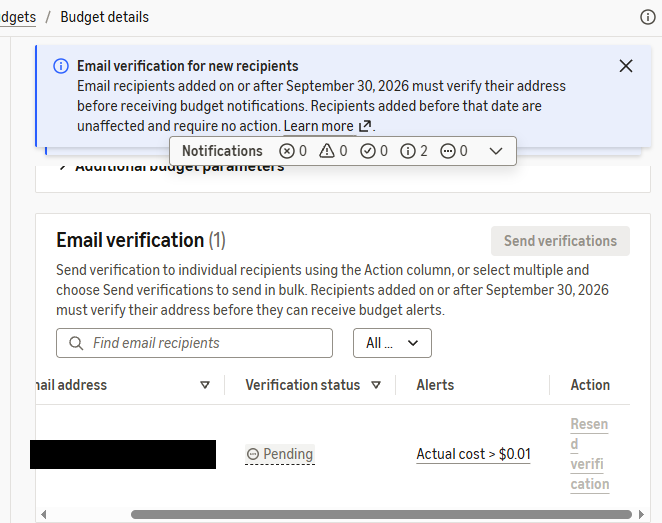 udgets / Budget details
Email verification for new recipients
Email recipients added on or after September 30, 2026 must verify their address
before receiving budget notifications. Recipients added before that date are
unaffected and require no action. Learn more.
Notifications 0 0 0 2 0
Additional budget parameters
Email verification (1)
Send verifications
Send verification to individual recipients using the Action column, or select multiple and
choose Send verifications to send in bulk. Recipients added on or after September 30, 2026
must verify their address before they can receive budget alerts.
Find email recipients
All ...
nail address Verification status Alerts Action
Pending Actual cost > $0.01
Resen
d
verifi
cation